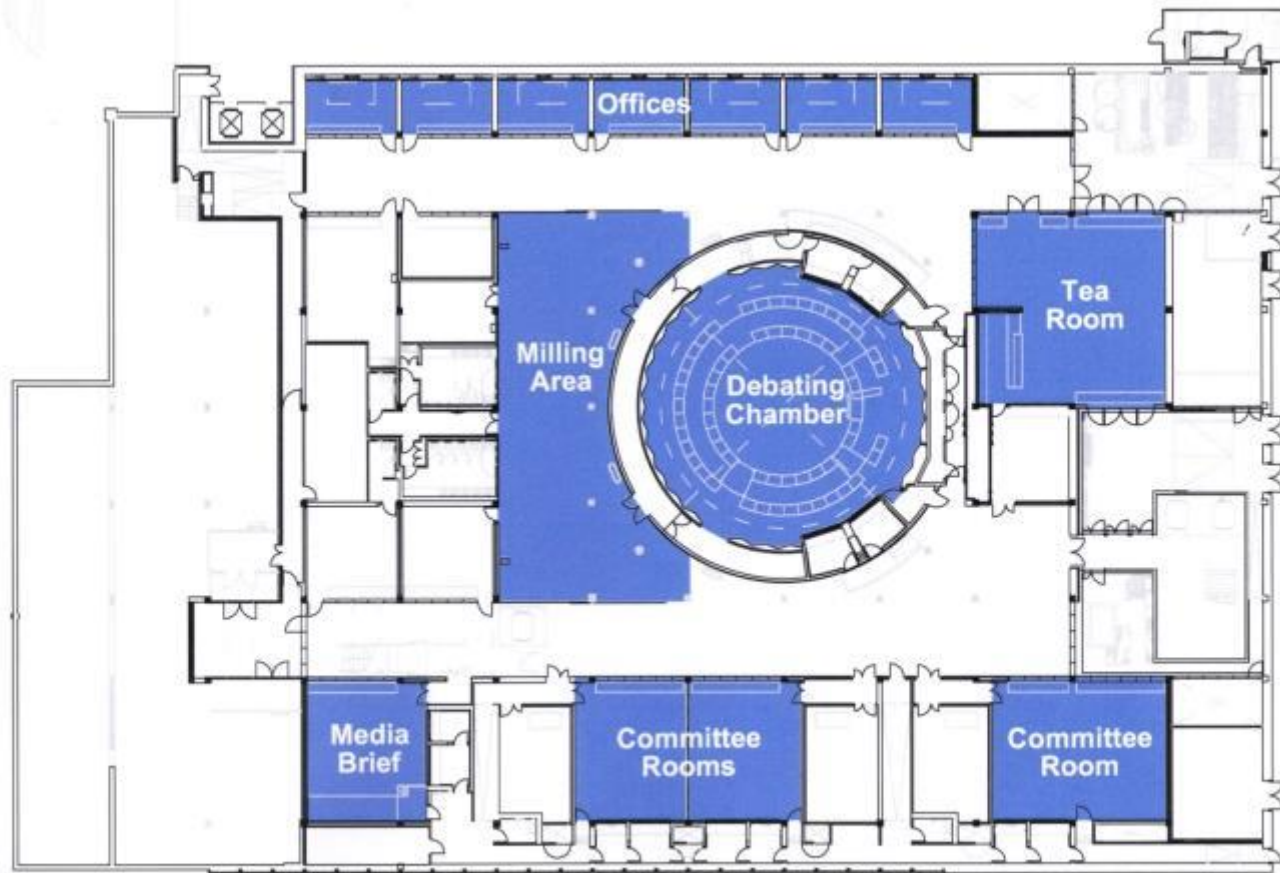 Offices
Tea
Room
Milling
Area
Debating
Chamber
Media
Brief
Committee
Rooms
Committee
Room